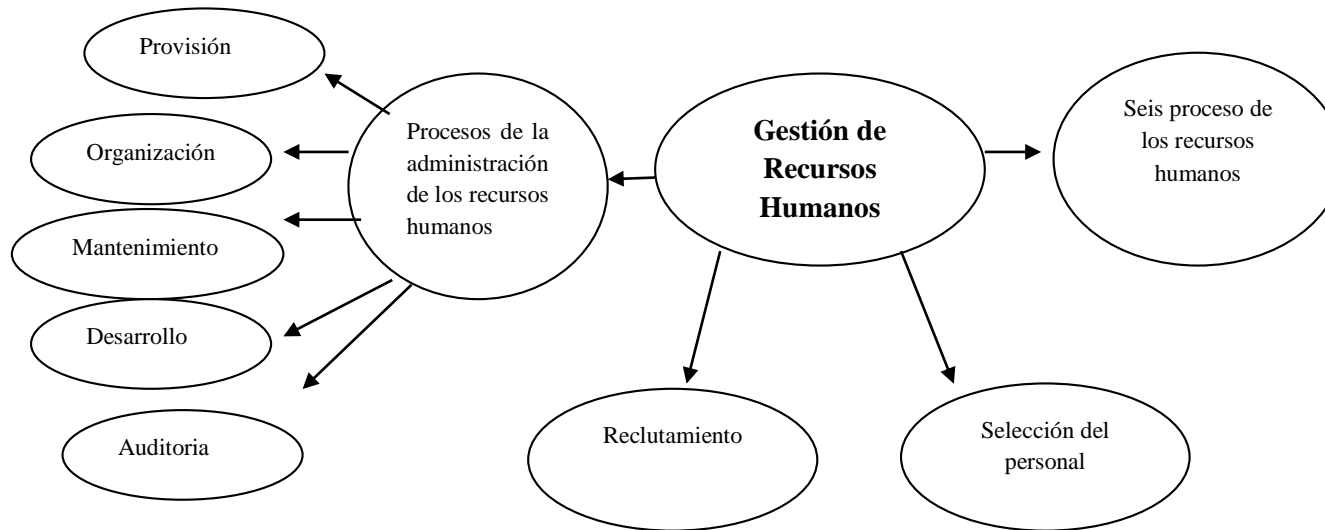 Provisión
Organización
Mantenimiento
Desarrollo
Auditoria
Procesos de la
administración
de los recursos
humanos
Gestión de
Recursos
Humanos
Seis proceso de
los recursos
humanos
Reclutamiento
Selección del
personal